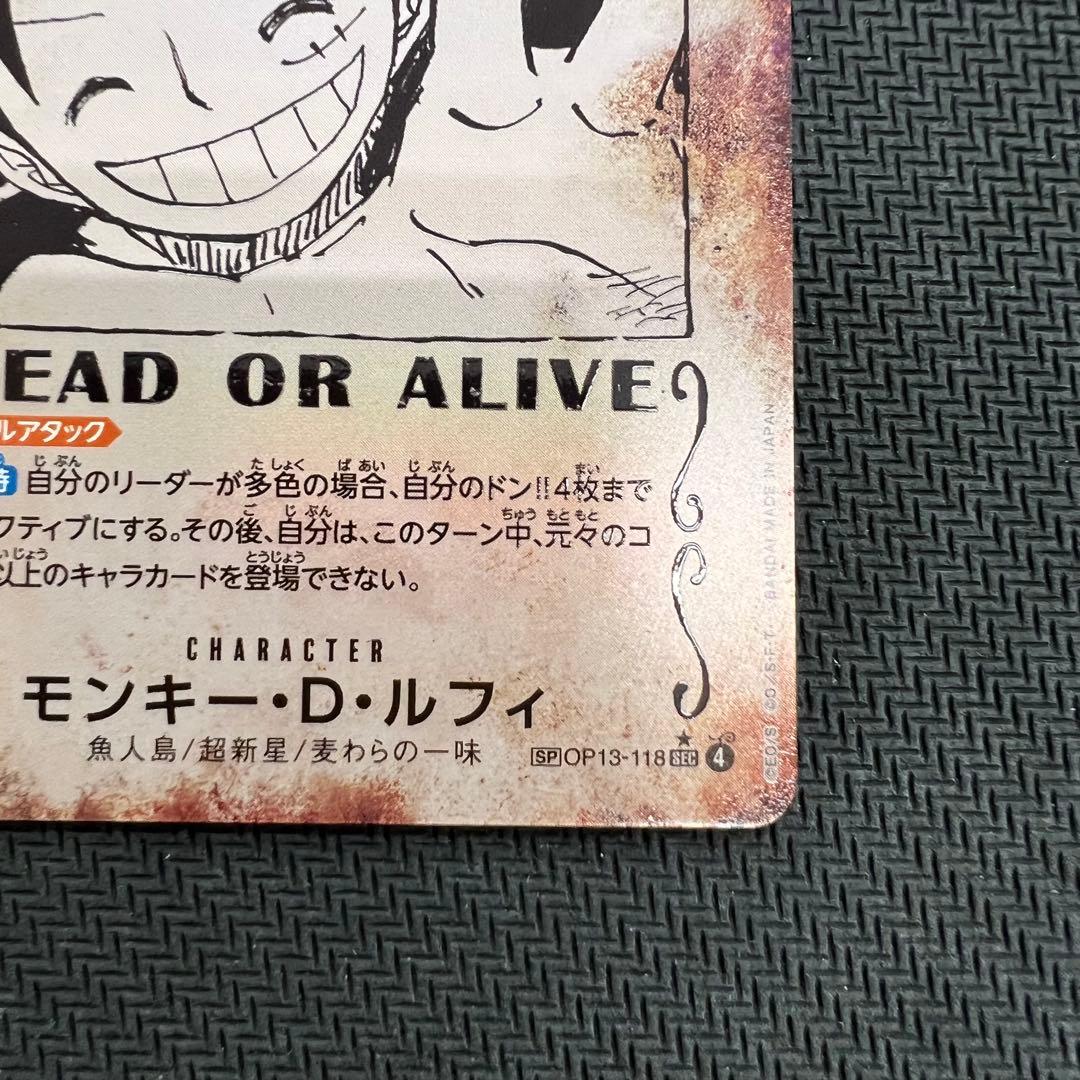 EAD OR ALIVE
ルアタック
時 自分のリーダーが多色の場合、自分のドン!!4枚まで
クティブにする。その後、自分は、このターン中、元々のコ
以上のキャラカードを登場できない。
CHARACTER
モンキー・D・ルフィ
魚人島/超新星/麦わらの一味
SP OP13-118 SEC 4
©EO/S ©O/S・F・T BANDAI MADE IN JAPAN